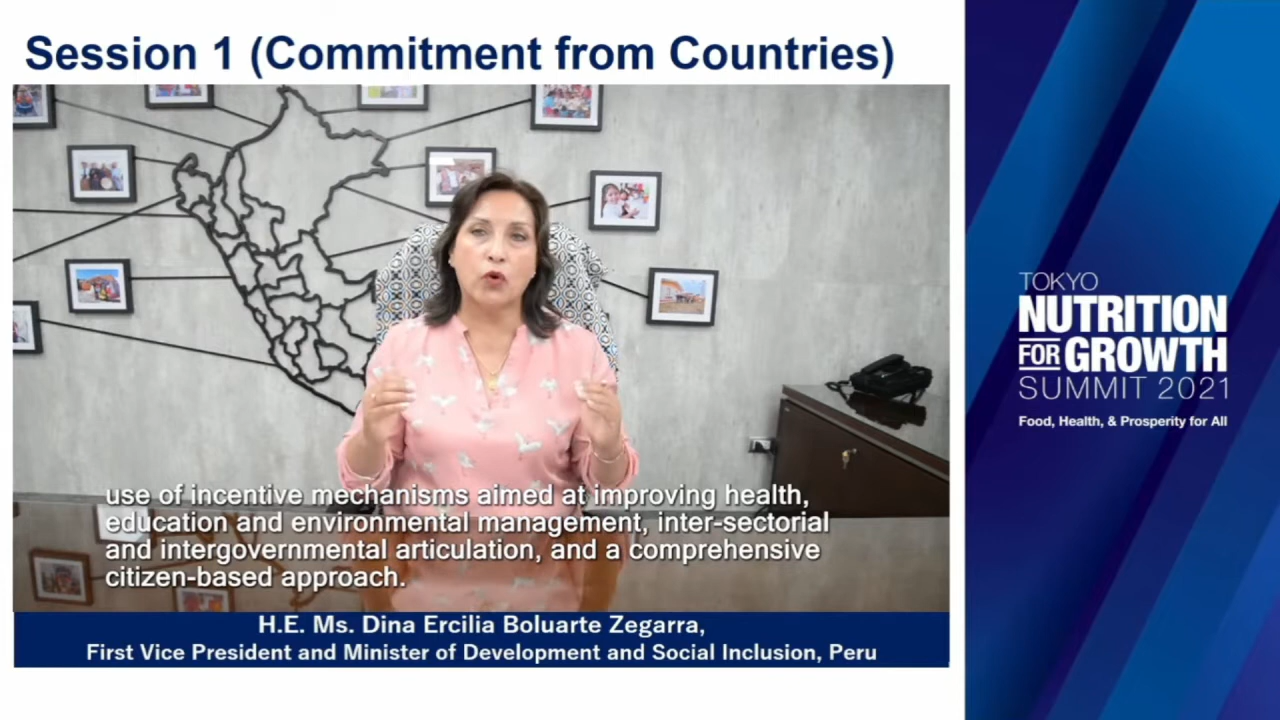 Session 1 (Commitment from Countries)
use of incentive mechanisms aimed at improving health,
education and environmental management, inter-sectorial
and intergovernmental articulation, and a comprehensive
citizen-based approach.
H.E. Ms. Dina Ercilia Boluarte Zegarra,
First Vice President and Minister of Development and Social Inclusion, Peru
TOKYO
NUTRITION
FOR GROWTH
SUMMIT 2021
Food, Health, & Prosperity for All